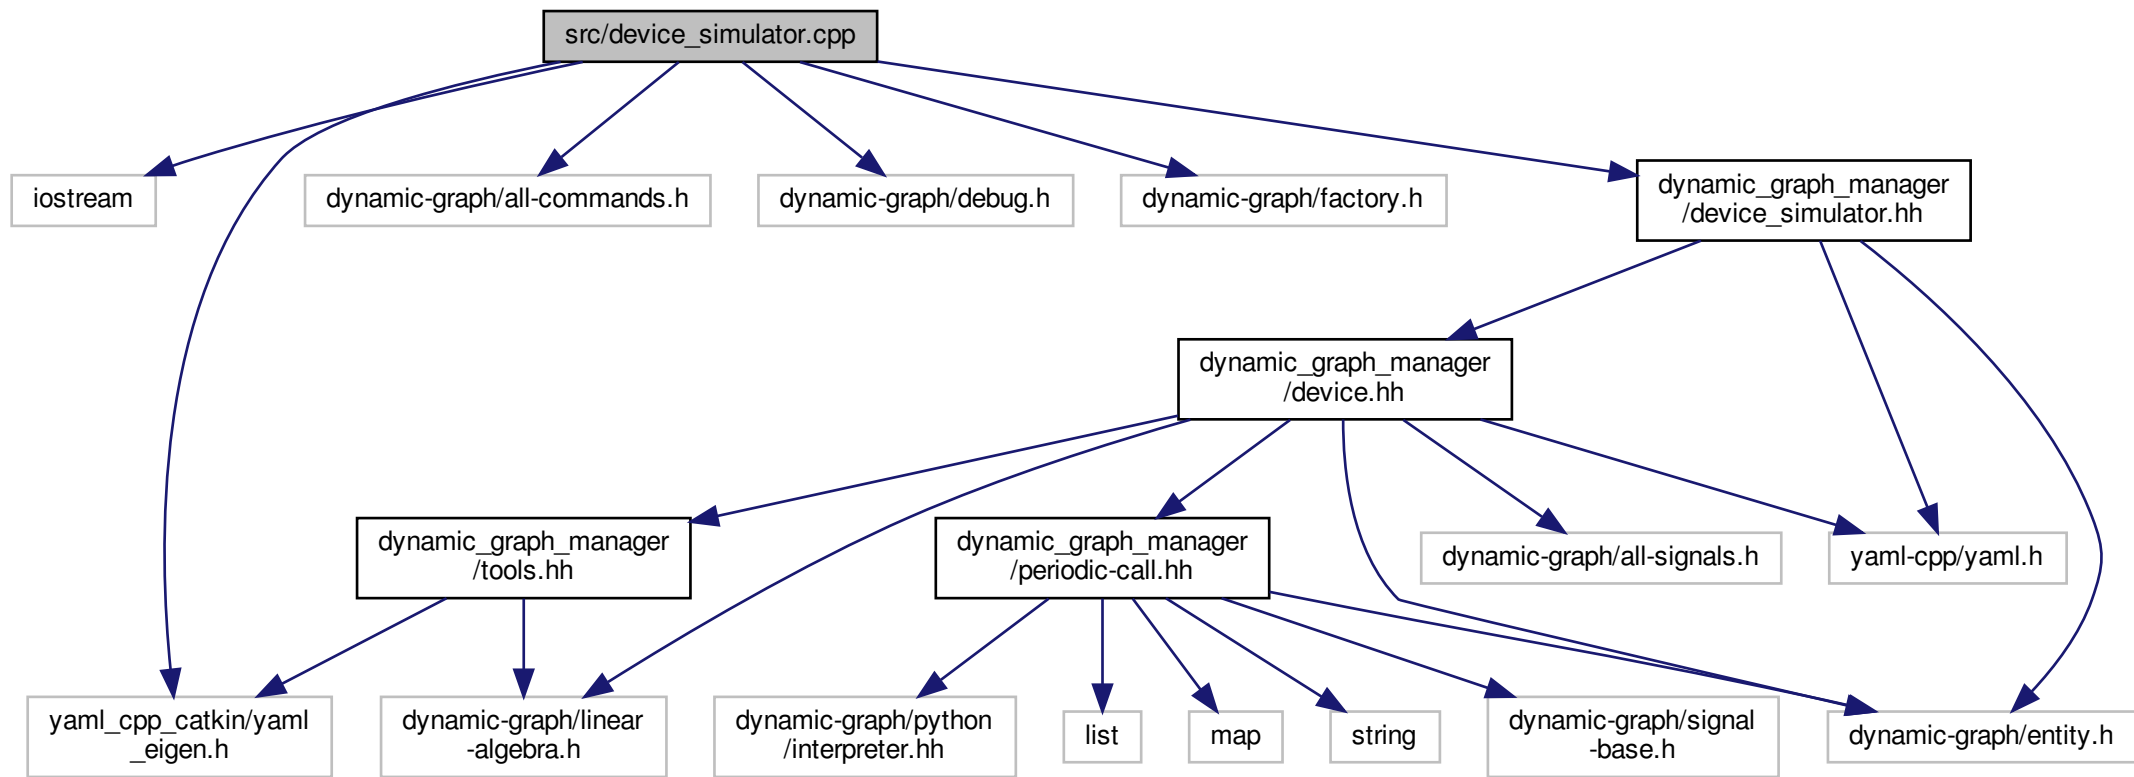 src/device_simulator.cpp
iostream
dynamic-graph/all-commands.h
dynamic-graph/debug.h
dynamic-graph/factory.h
dynamic_graph_manager
/device_simulator.hh
dynamic_graph_manager
/device.hh
dynamic_graph_manager
/tools.hh
dynamic_graph_manager
/periodic-call.hh
dynamic-graph/all-signals.h
yaml-cpp/yaml.h
yaml_cpp_catkin/yaml
_eigen.h
dynamic-graph/linear
-algebra.h
dynamic-graph/python
/interpreter.hh
list
map
string
dynamic-graph/signal
-base.h
dynamic-graph/entity.h